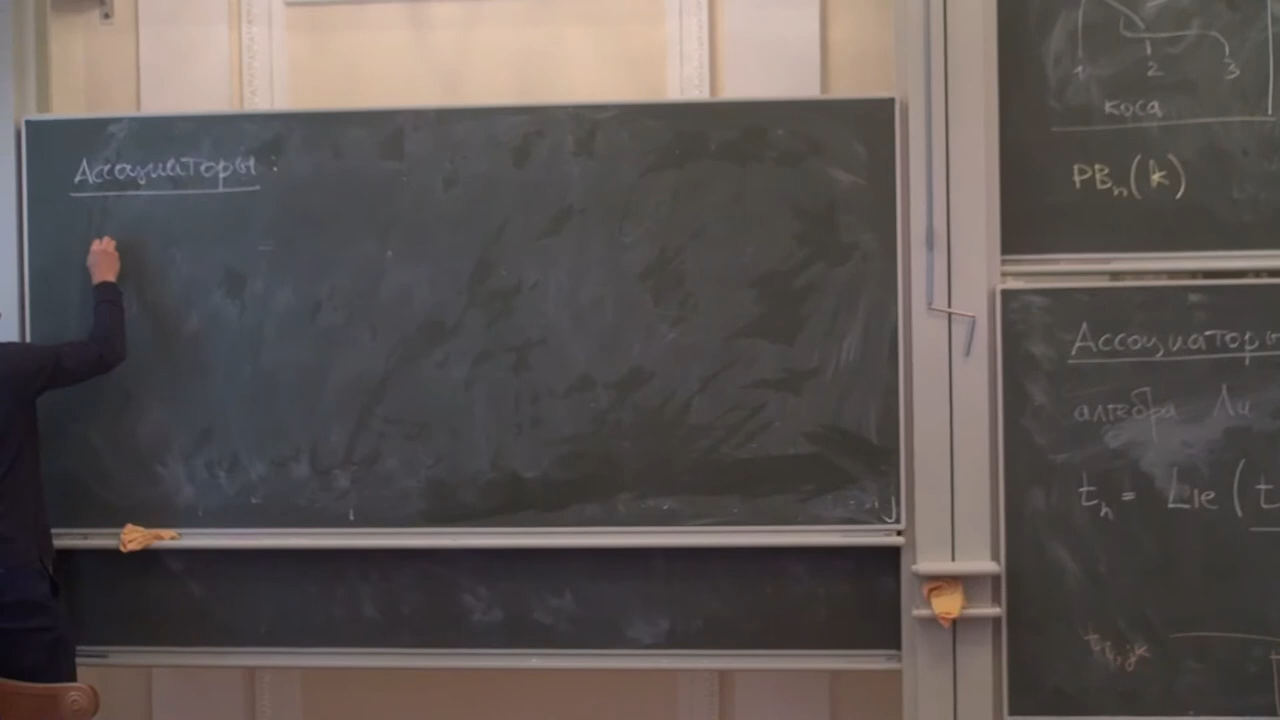 Ассоциаторы:
1 2 3
коса
PBₙ(k)
Ассоциаторы
алгебра Ли
tₙ = Lie (t